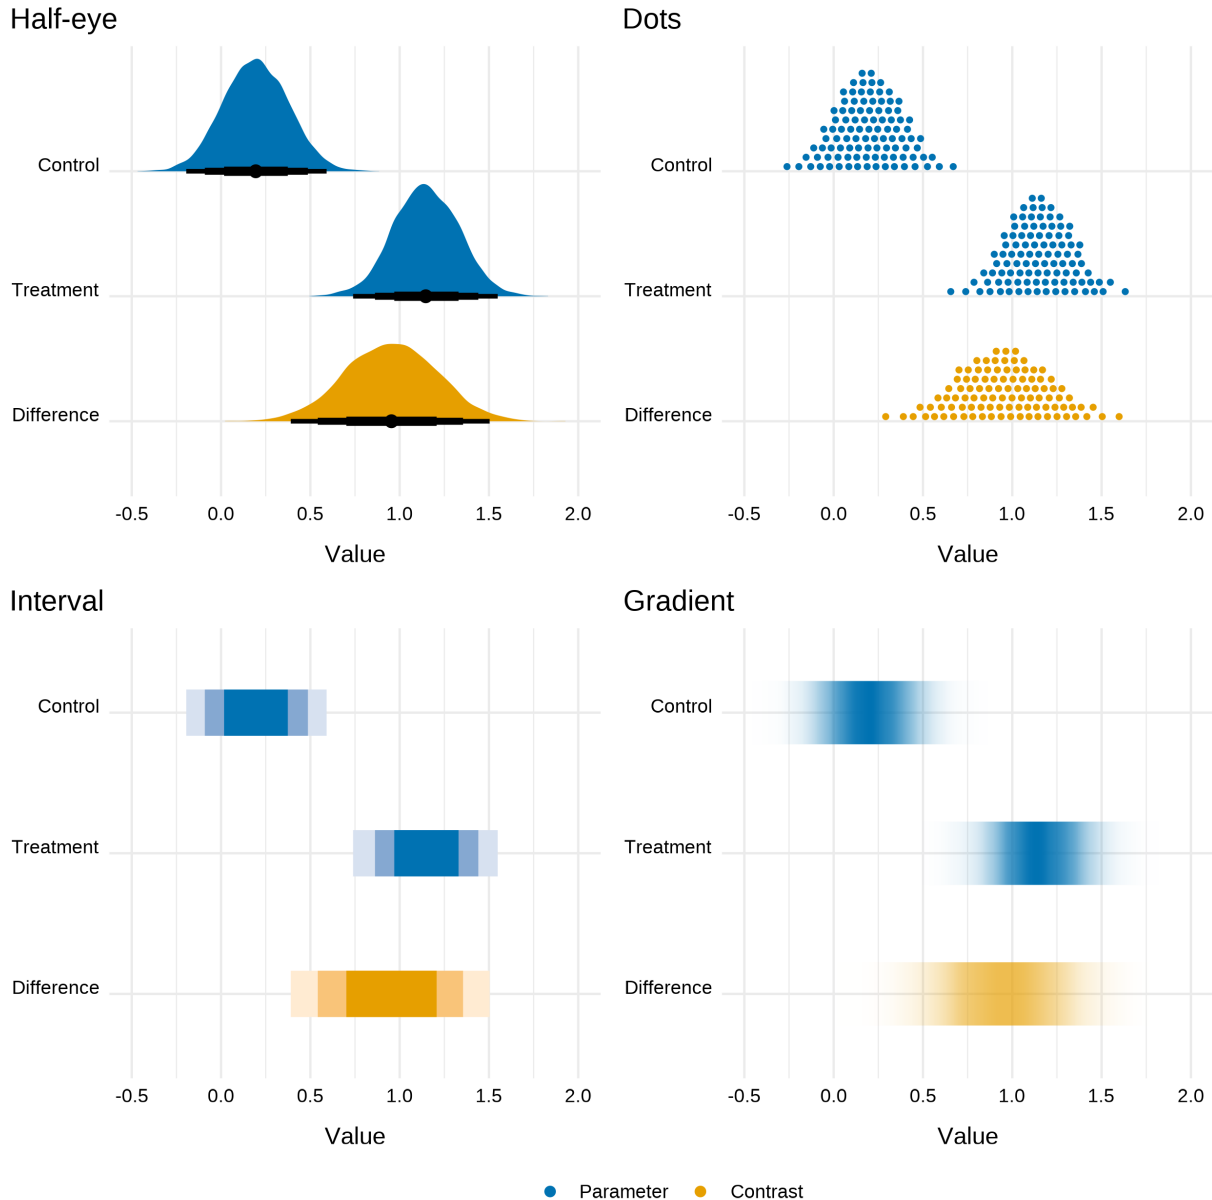 Half-eye
Control
Treatment
Difference
-0.5 0.0 0.5 1.0 1.5 2.0
Value
Dots
Control
Treatment
Difference
-0.5 0.0 0.5 1.0 1.5 2.0
Value
Interval
Control
Treatment
Difference
-0.5 0.0 0.5 1.0 1.5 2.0
Value
Gradient
Control
Treatment
Difference
-0.5 0.0 0.5 1.0 1.5 2.0
Value
Parameter Contrast